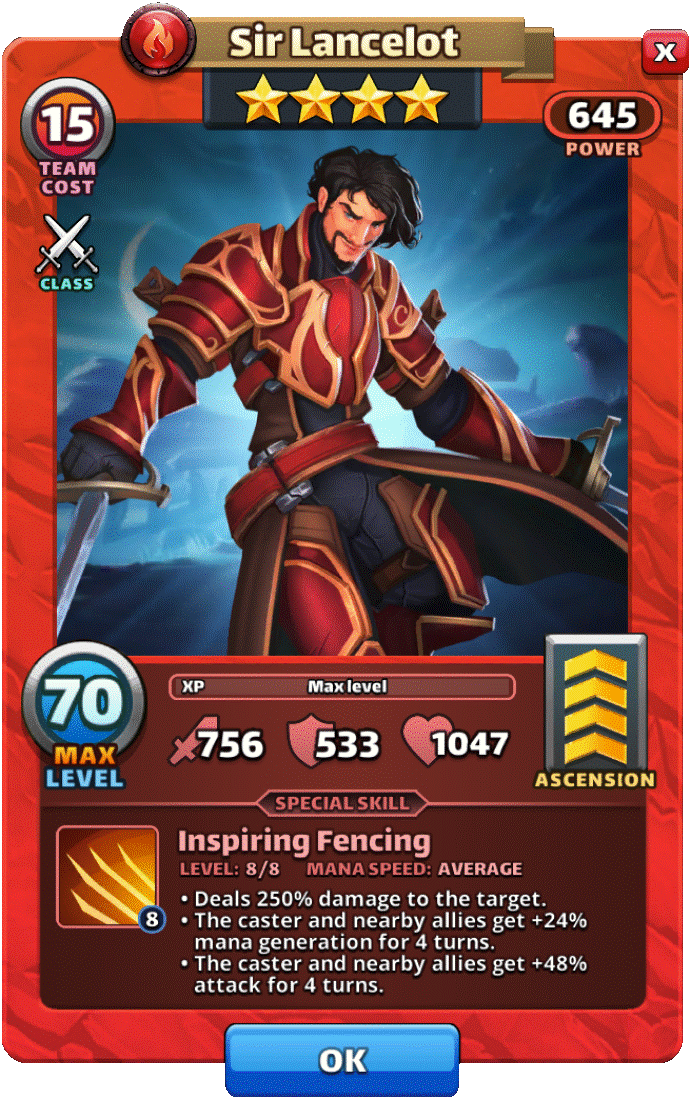 Sir Lancelot
x
15
TEAM
COST
645
POWER
CLASS
70
MAX
LEVEL
XP Max level
756 533 1047
ASCENSION
SPECIAL SKILL
Inspiring Fencing
LEVEL: 8/8 MANA SPEED: AVERAGE
8
• Deals 250% damage to the target.
• The caster and nearby allies get +24%
mana generation for 4 turns.
• The caster and nearby allies get +48%
attack for 4 turns.
OK